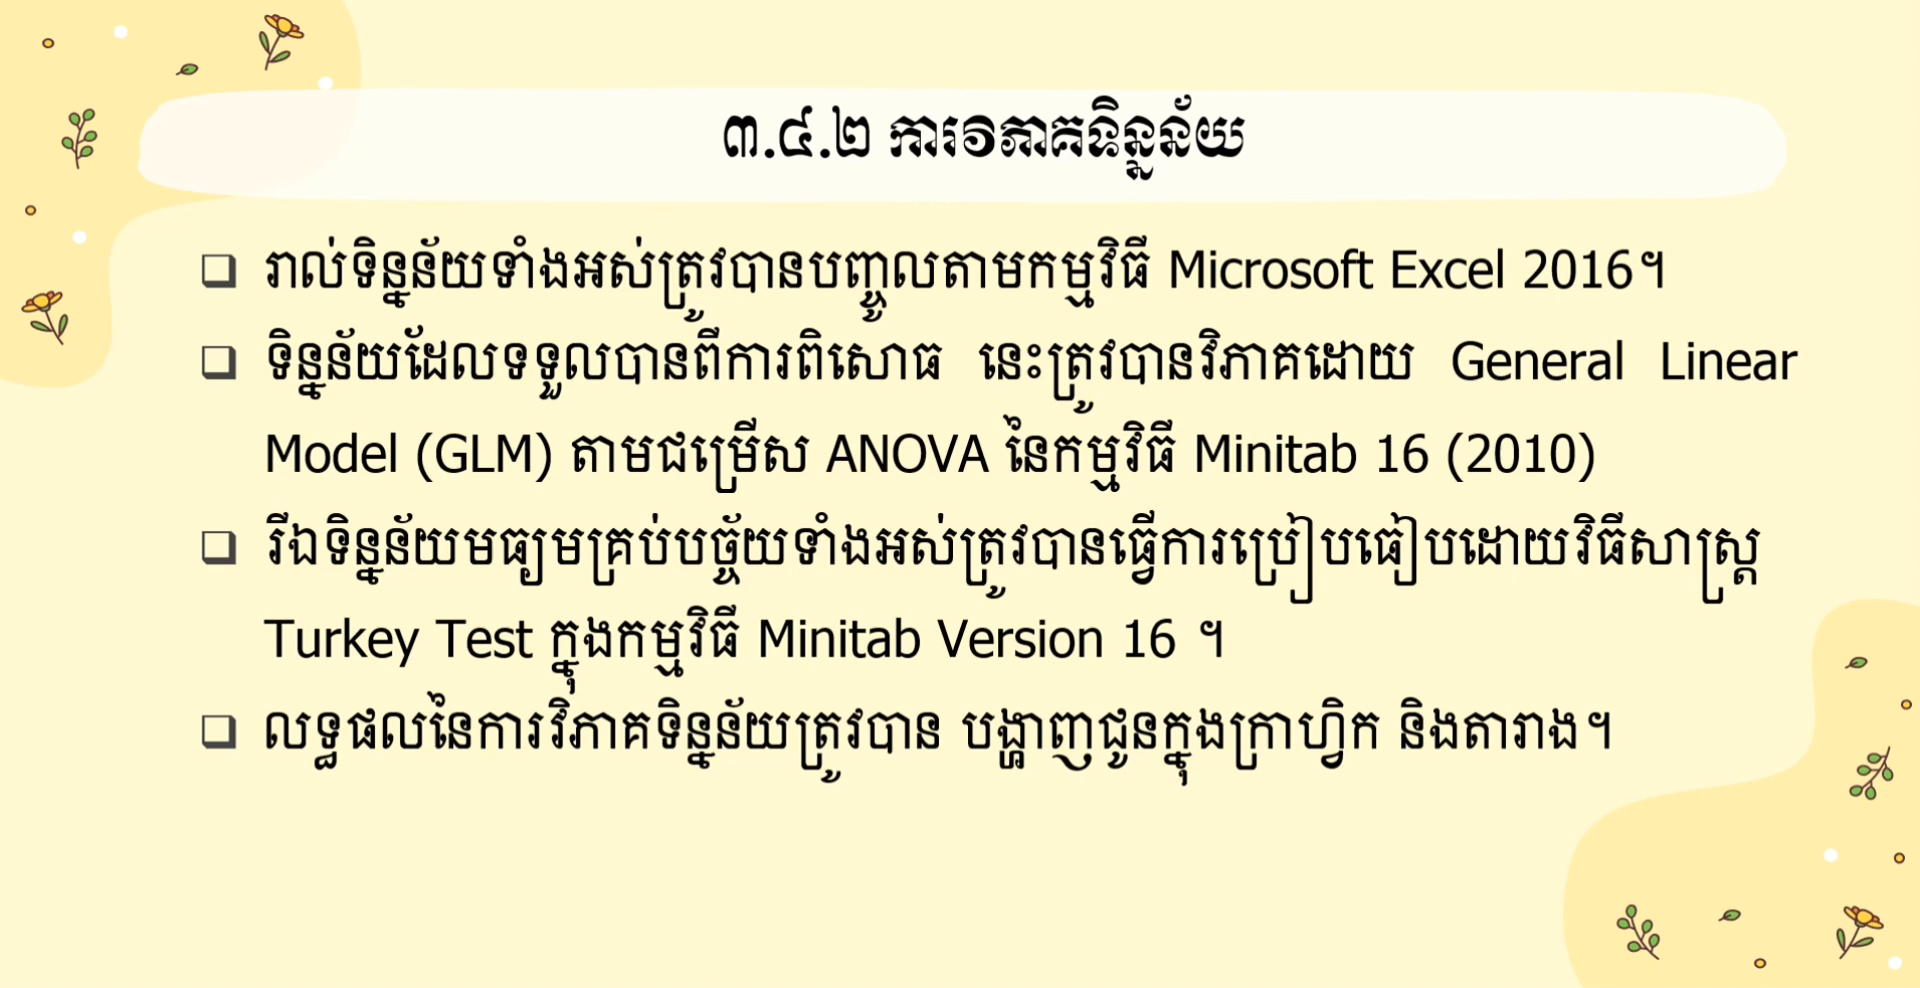 ៣.៤.២ ការវិភាគទិន្នន័យ
❑ រាល់ទិន្នន័យទាំងអស់ត្រូវបានបញ្ចូលតាមកម្មវិធី Microsoft Excel 2016។
❑ ទិន្នន័យដែលទទួលបានពីការពិសោធ នេះត្រូវបានវិភាគដោយ General Linear
Model (GLM) តាមជម្រើស ANOVA នៃកម្មវិធី Minitab 16 (2010)
❑ រីឯទិន្នន័យមធ្យមគ្រប់បច្ច័យទាំងអស់ត្រូវបានធ្វើការប្រៀបធៀបដោយវិធីសាស្ត្រ
Turkey Test ក្នុងកម្មវិធី Minitab Version 16 ។
❑ លទ្ធផលនៃការវិភាគទិន្នន័យត្រូវបាន បង្ហាញជូនក្នុងក្រាហ្វិក និងតារាង។